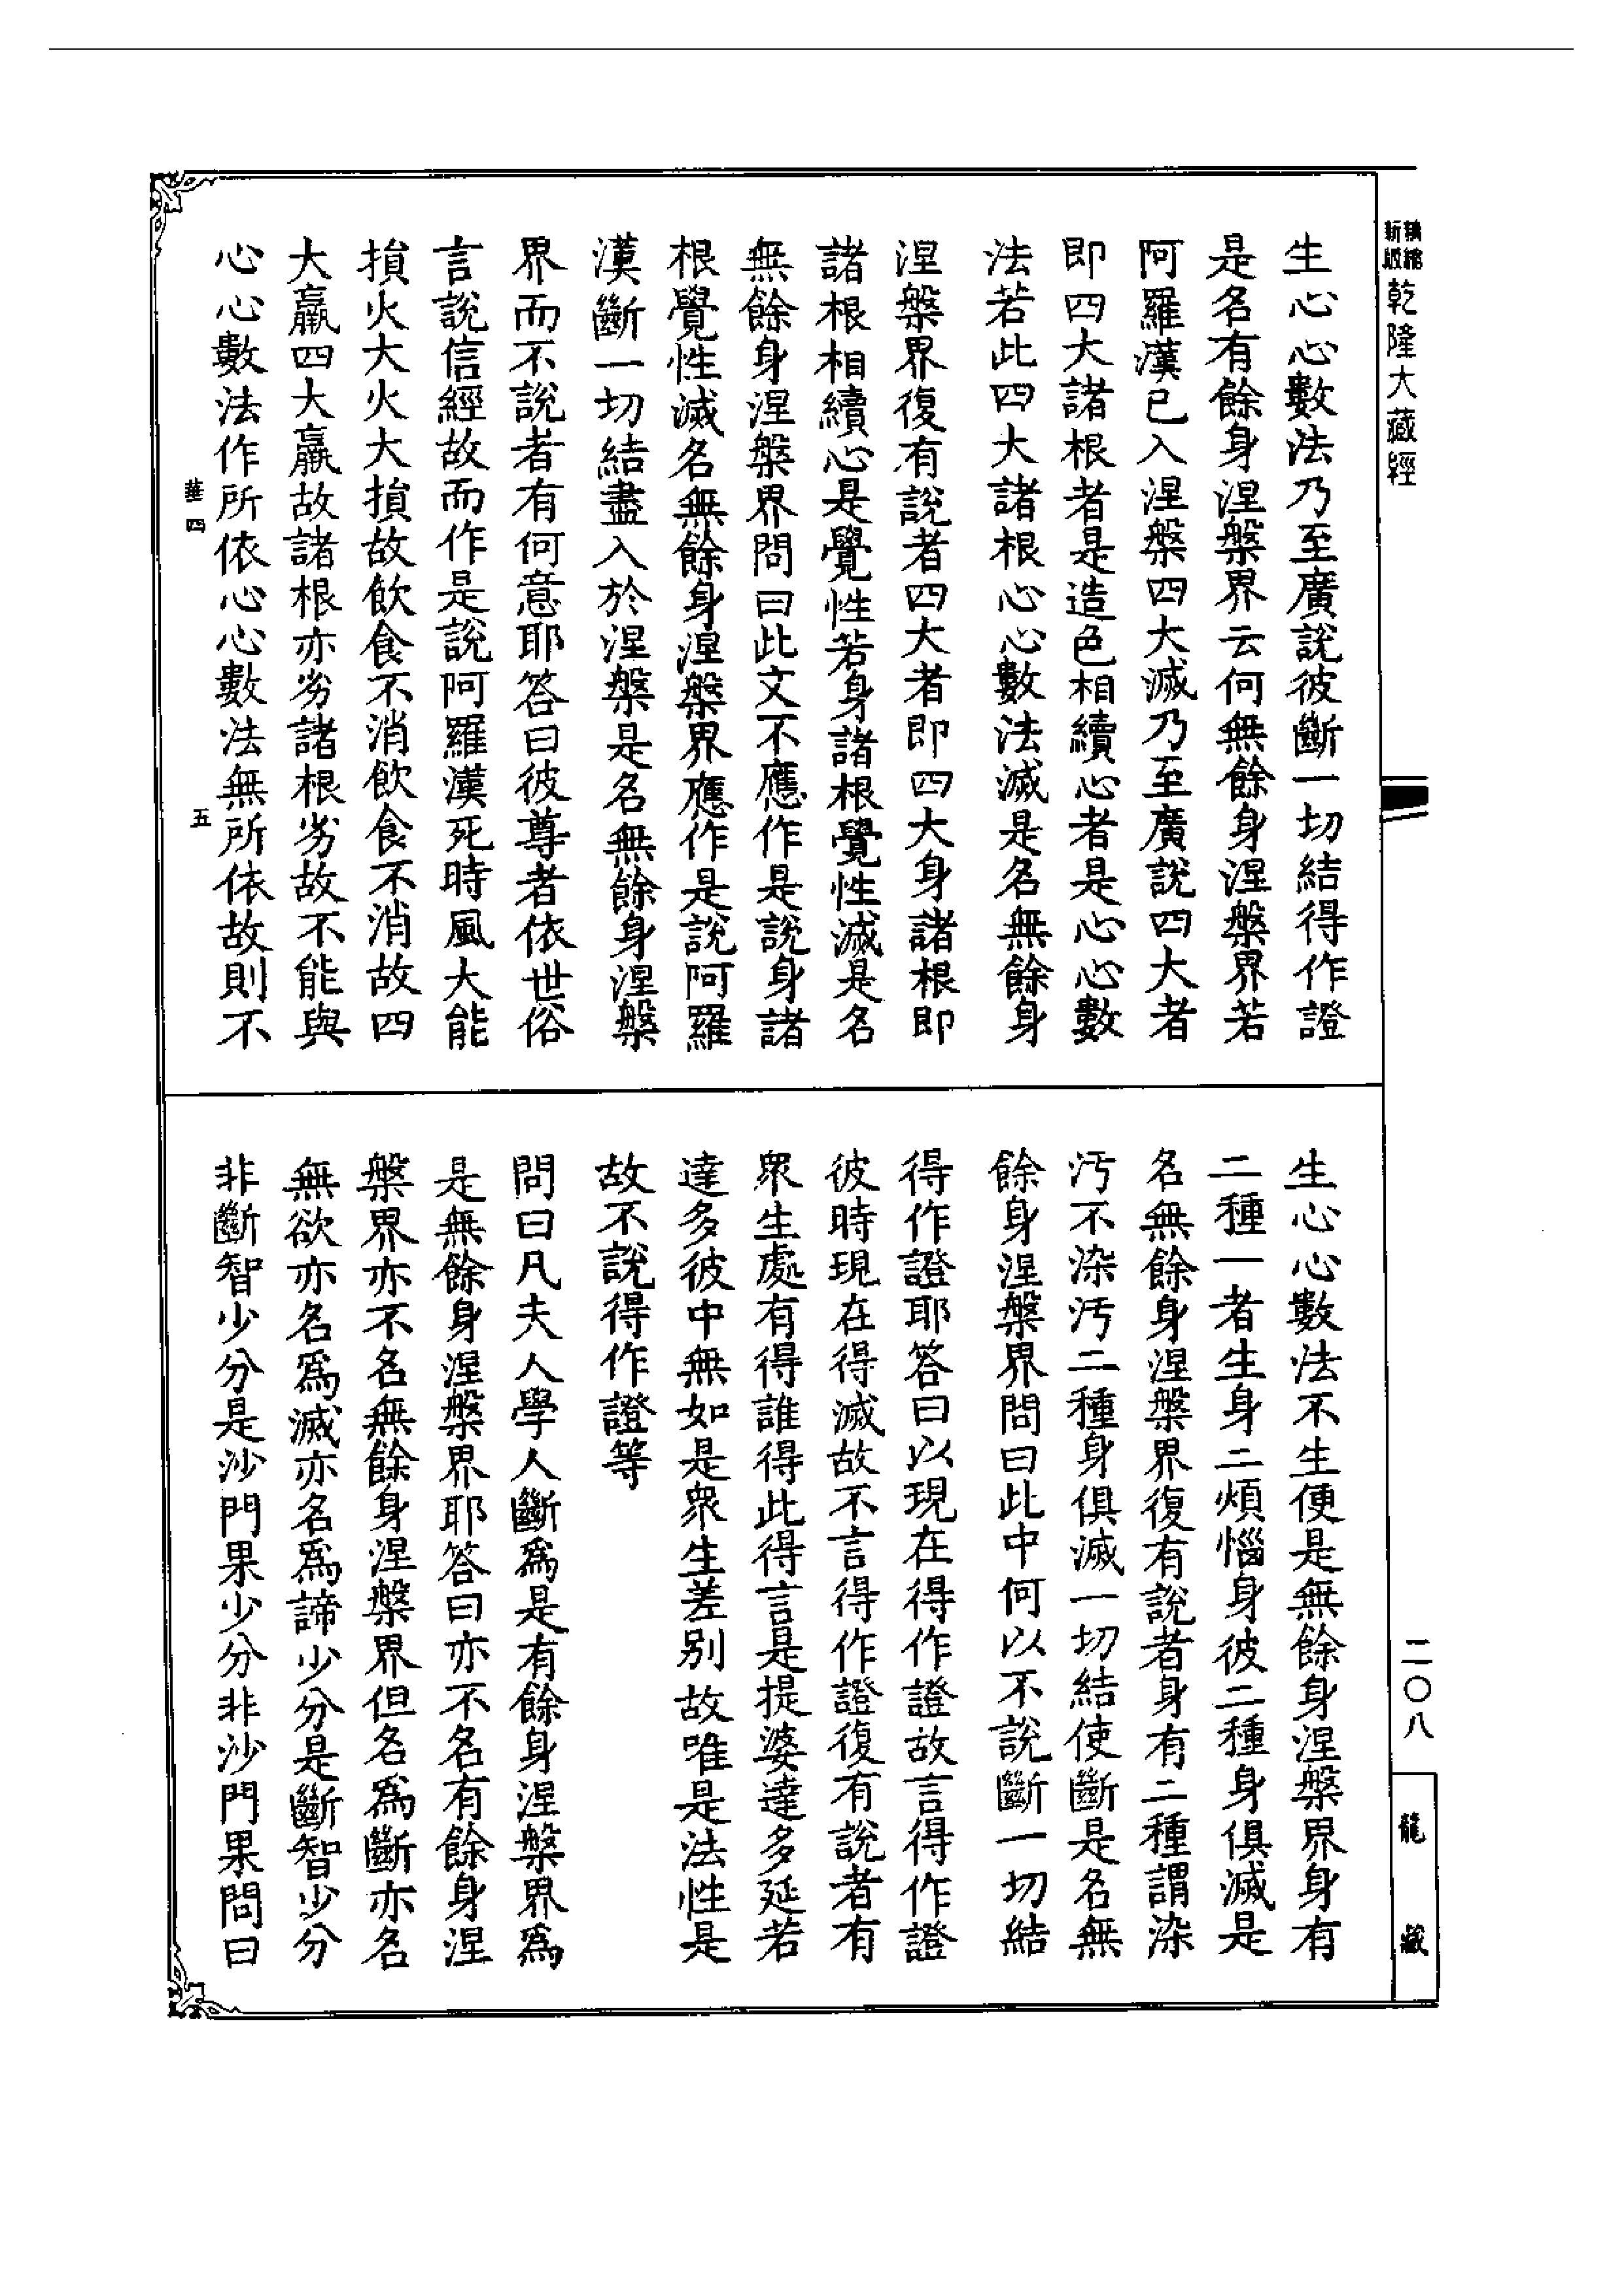 精縮新版乾隆大藏經
生心心數法乃至廣說彼斷一切結得作證
是名有餘身涅槃界云何無餘身涅槃界若
阿羅漢已入涅槃四大滅乃至廣說四大者
即四大諸根者是造色相續心者是心心數
法若此四大諸根心心數法滅是名無餘身
涅槃界復有說者四大者即四大身諸根即
諸根相續心是覺性若身諸根覺性滅是名
無餘身涅槃界問曰此文不應作是說身諸
根覺性滅名無餘身涅槃界應作是說阿羅
漢斷一切結盡入於涅槃是名無餘身涅槃
界而不說者有何意耶答曰彼尊者依世俗
言說信經故而作是說阿羅漢死時風大能
損火大火大損故飲食不消飲食不消故四
大羸四大羸故諸根亦劣諸根劣故不能與
心心數法作所依心心數法無所依故則不
華四
五
生心心數法不生便是無餘身涅槃界身有
二種一者生身二煩惱身彼二種身俱滅是
名無餘身涅槃界復有說者身有二種謂染
污不染污二種身俱滅一切結使斷是名無
餘身涅槃界問曰此中何以不說斷一切結
得作證耶答曰以現在得作證故言得作證
彼時現在得滅故不言得作證復有說者有
眾生處有得誰得此得言是提婆達多延若
達多彼中無如是眾生差別故唯是法性是
故不說得作證等
問曰凡夫人學人斷為是有餘身涅槃界為
是無餘身涅槃界耶答曰亦不名有餘身涅
槃界亦不名無餘身涅槃界但名為斷亦名
無欲亦名為滅亦名為諦少分是斷智少分
非斷智少分是沙門果少分非沙門果問曰
二〇八
龍藏